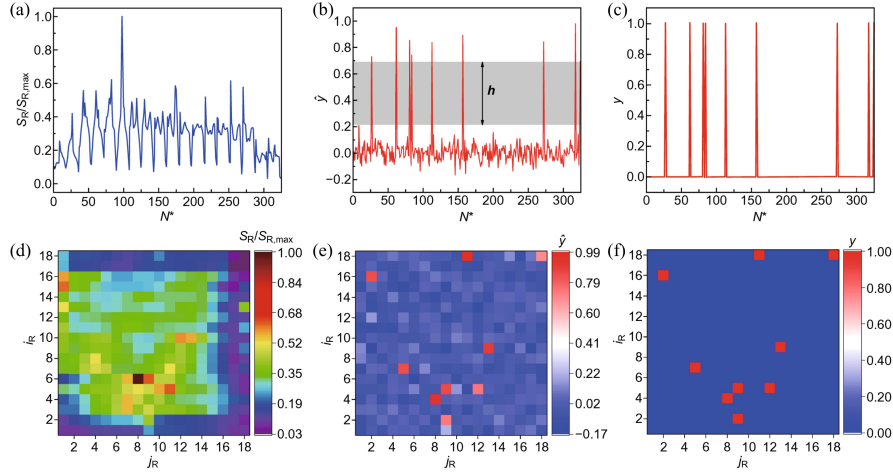 (a)
S_R/S_R,max
1.0
0.8
0.6
0.4
0.2
0.0
0 50 100 150 200 250 300
N*
(b)
ŷ
1.0
0.8
0.6
0.4
0.2
0.0
−0.2
h
0 50 100 150 200 250 300
N*
(c)
y
1.0
0.8
0.6
0.4
0.2
0.0
0 50 100 150 200 250 300
N*
(d)
S_R/S_R,max
i_R
18
16
14
12
10
8
6
4
2
2 4 6 8 10 12 14 16 18
j_R
1.00
0.84
0.68
0.52
0.35
0.19
0.03
(e)
ŷ
i_R
18
16
14
12
10
8
6
4
2
2 4 6 8 10 12 14 16 18
j_R
0.99
0.80
0.60
0.41
0.22
0.02
−0.17
(f)
y
i_R
18
16
14
12
10
8
6
4
2
2 4 6 8 10 12 14 16 18
j_R
1.00
0.80
0.60
0.40
0.20
0.00